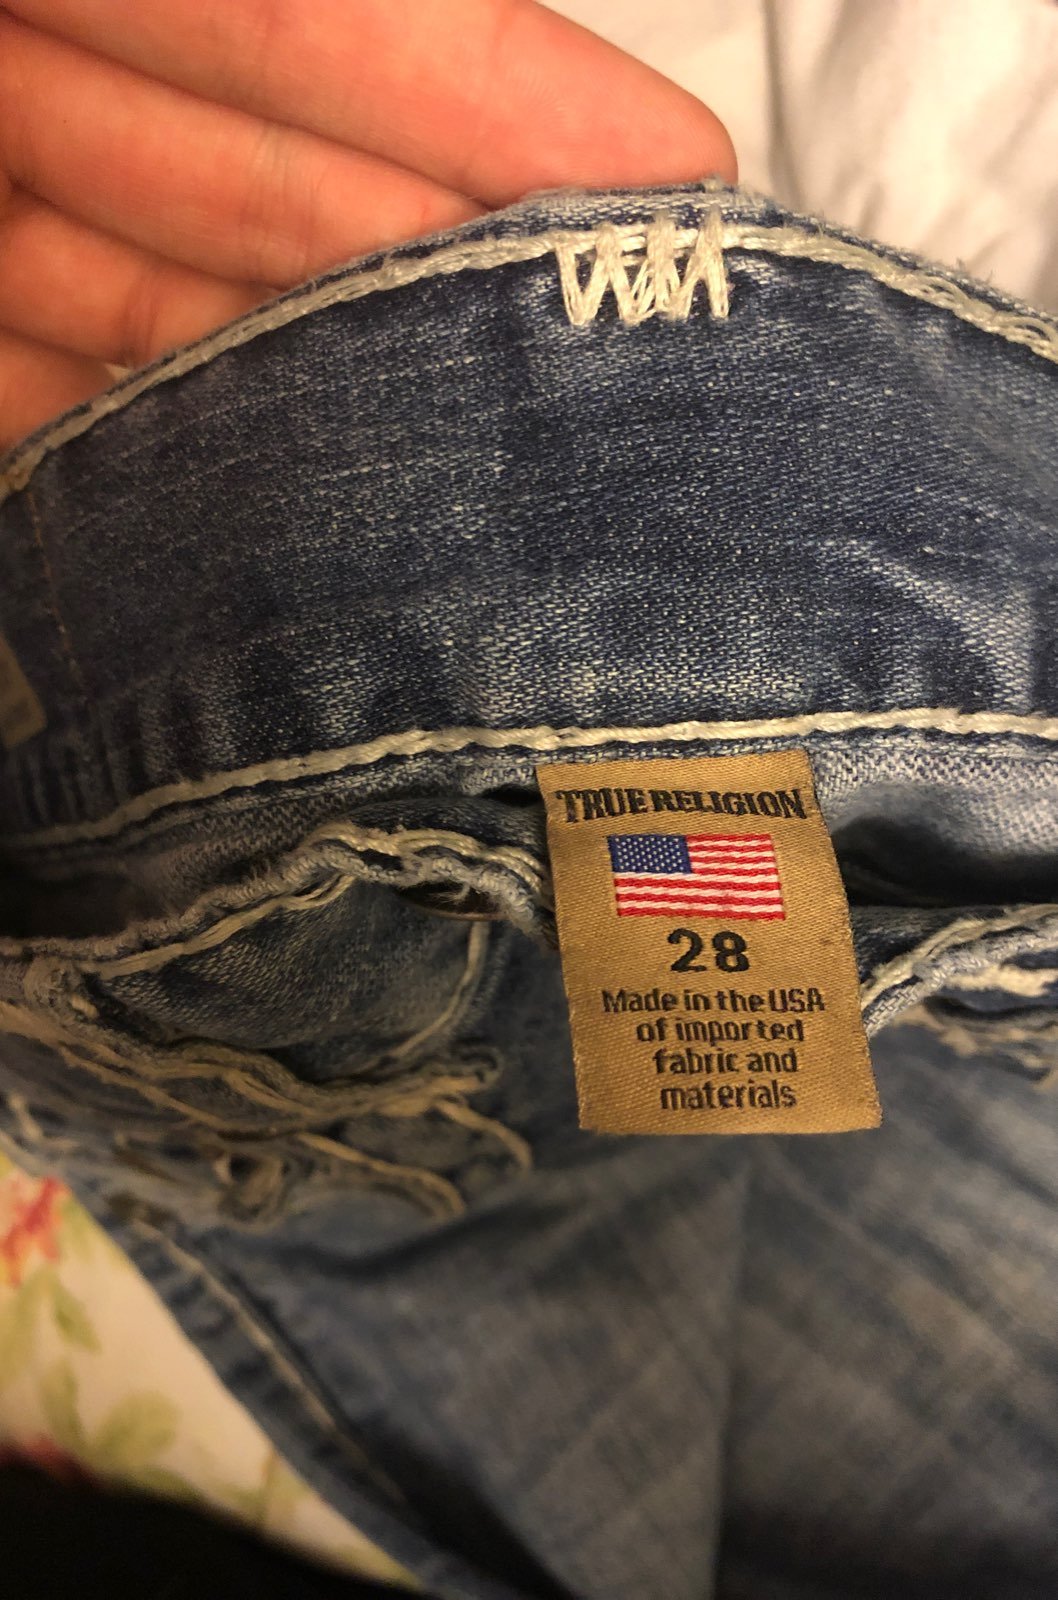 TRUE RELIGION
28
Made in the USA
of imported
fabric and
materials